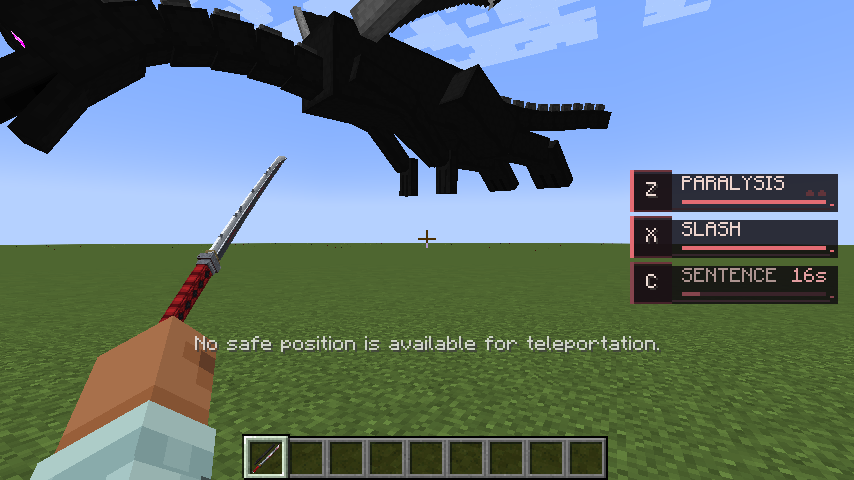 Z PARALYSIS
X SLASH
C SENTENCE 16s
No safe position is available for teleportation.